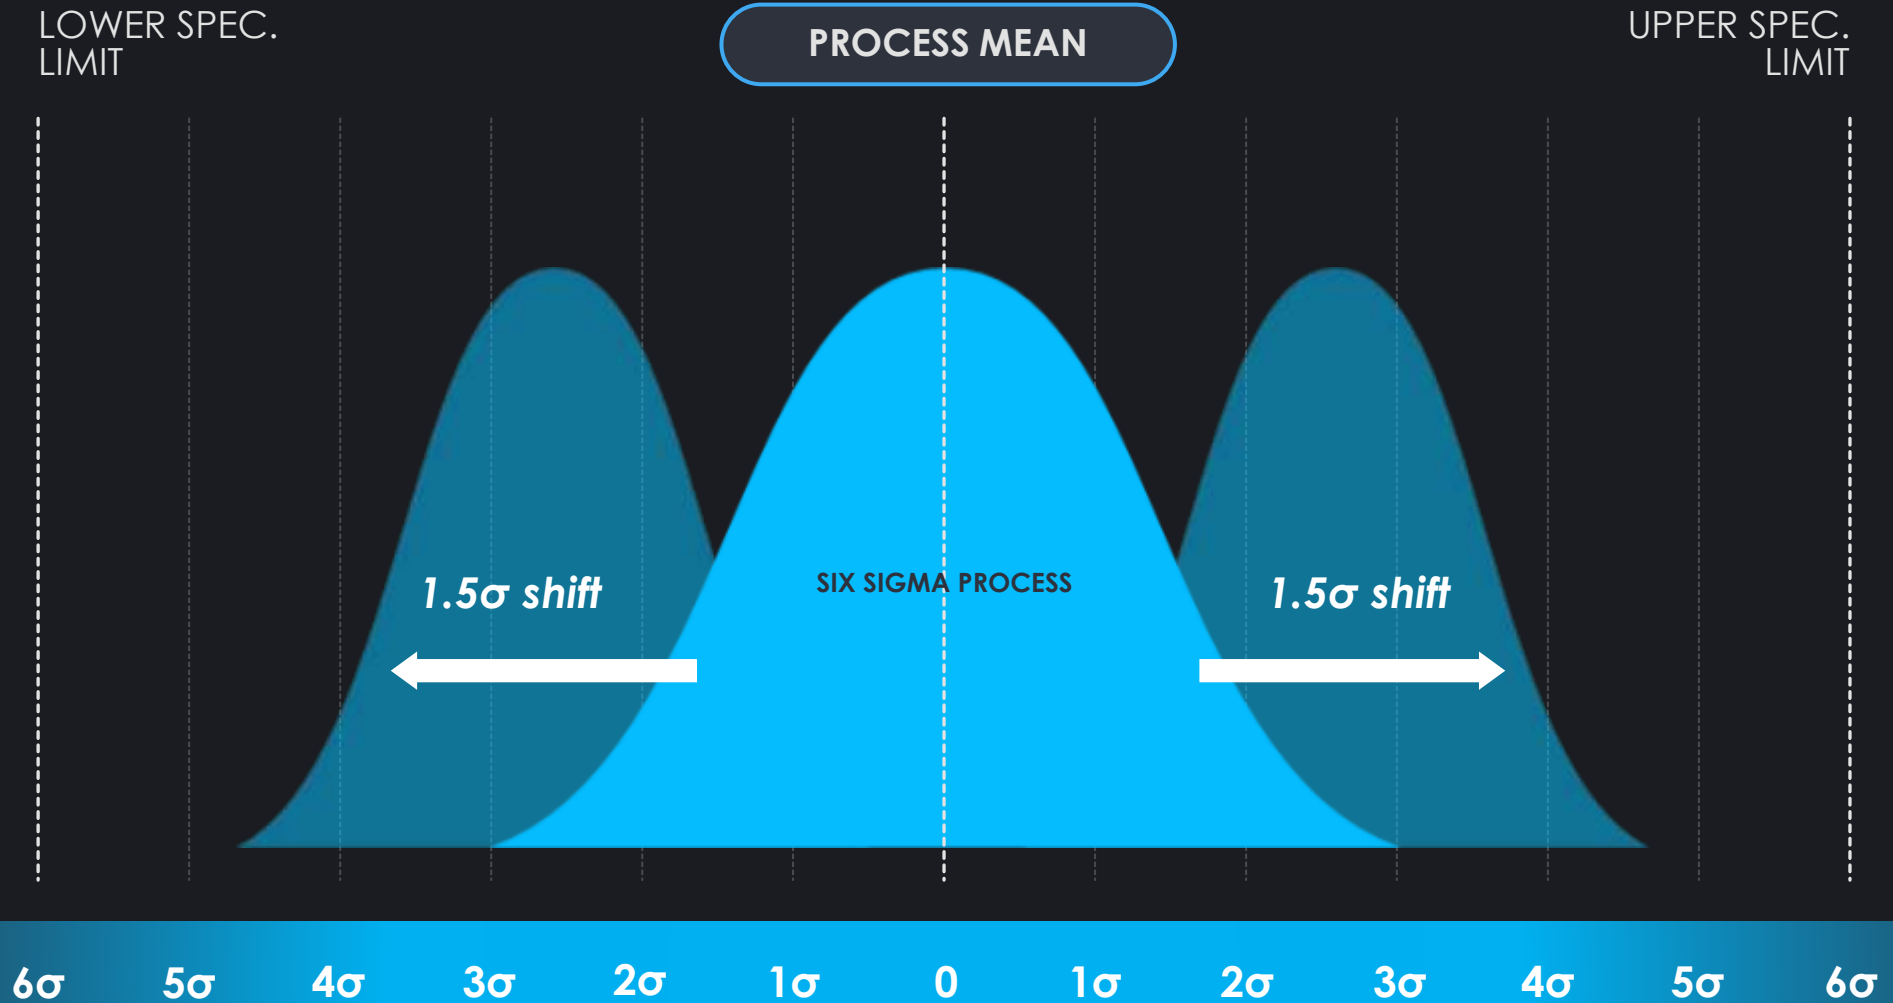 LOWER SPEC.
LIMIT
PROCESS MEAN
UPPER SPEC.
LIMIT
SIX SIGMA PROCESS
1.5σ shift
1.5σ shift
6σ 5σ 4σ 3σ 2σ 1σ 0 1σ 2σ 3σ 4σ 5σ 6σ